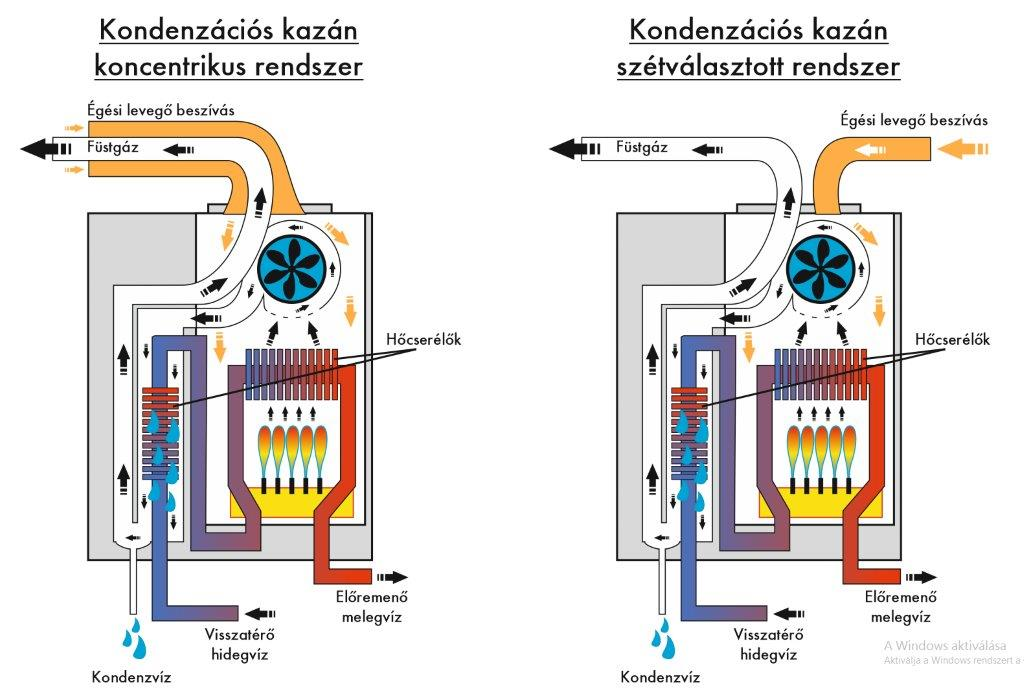 Kondenzációs kazán
koncentrikus rendszer
Égési levegő beszívás
Füstgáz
Hőcserélők
Előremenő
melegvíz
Visszatérő
hidegvíz
Kondenzvíz
Kondenzációs kazán
szétválasztott rendszer
Égési levegő beszívás
Füstgáz
Hőcserélők
Előremenő
melegvíz
Visszatérő
hidegvíz
Kondenzvíz
A Windows aktiválása
Aktiválja a Windows rendszert a